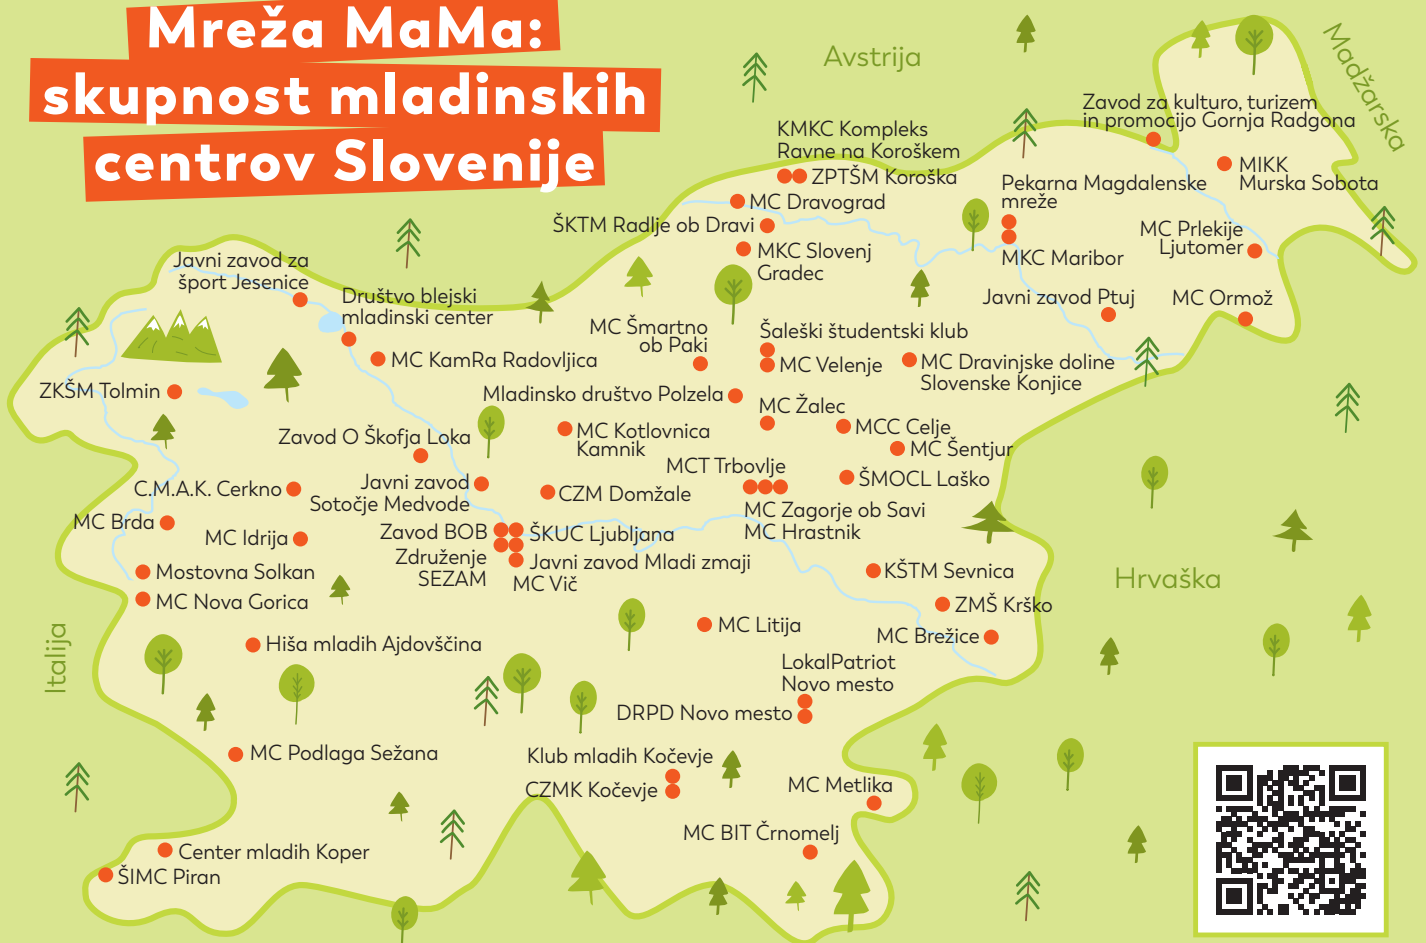 Mreža MaMa:
skupnost mladinskih
centrov Slovenije
Avstrija
Madžarska
Zavod za kulturo, turizem
in promocijo Gornja Radgona
KMKC Kompleks
Ravne na Koroškem
ZPTŠM Koroška
MIKK
Murska Sobota
Pekarna Magdalenske
mreže
MC Dravograd
ŠKTM Radlje ob Dravi
MC Prlekije
Ljutomer
MKC Slovenj
Gradec
MKC Maribor
Javni zavod za
šport Jesenice
Društvo blejski
mladinski center
Javni zavod Ptuj
MC Ormož
MC Šmartno
ob Paki
Šaleški študentski klub
MC KamRa Radovljica
MC Velenje
MC Dravinjske doline
Slovenske Konjice
ZKŠM Tolmin
Mladinsko društvo Polzela
MC Žalec
MCC Celje
Zavod O Škofja Loka
MC Kotlovnica
Kamnik
MC Šentjur
MCT Trbovlje
ŠMOCL Laško
C.M.A.K. Cerkno
Javni zavod
Sotočje Medvode
CZM Domžale
MC Zagorje ob Savi
MC Hrastnik
MC Brda
MC Idrija
Zavod BOB
ŠKUC Ljubljana
Združenje
SEZAM
Javni zavod Mladi zmaji
MC Vič
Mostovna Solkan
KŠTM Sevnica
Hrvaška
MC Nova Gorica
ZMŠ Krško
MC Litija
MC Brežice
Italija
Hiša mladih Ajdovščina
LokalPatriot
Novo mesto
DRPD Novo mesto
MC Podlaga Sežana
Klub mladih Kočevje
CZMK Kočevje
MC Metlika
MC BIT Črnomelj
Center mladih Koper
ŠIMC Piran